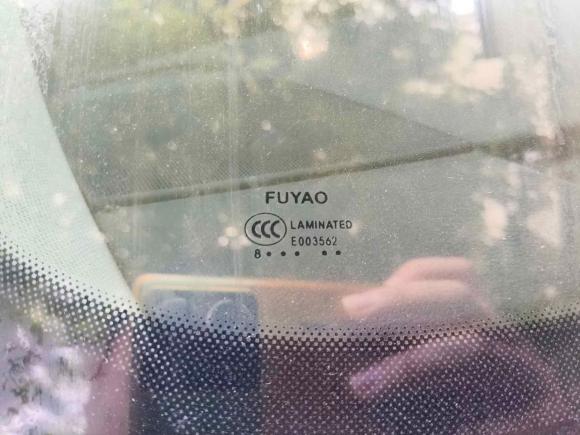 FUYAO
CCC LAMINATED
E003562
8••• ••